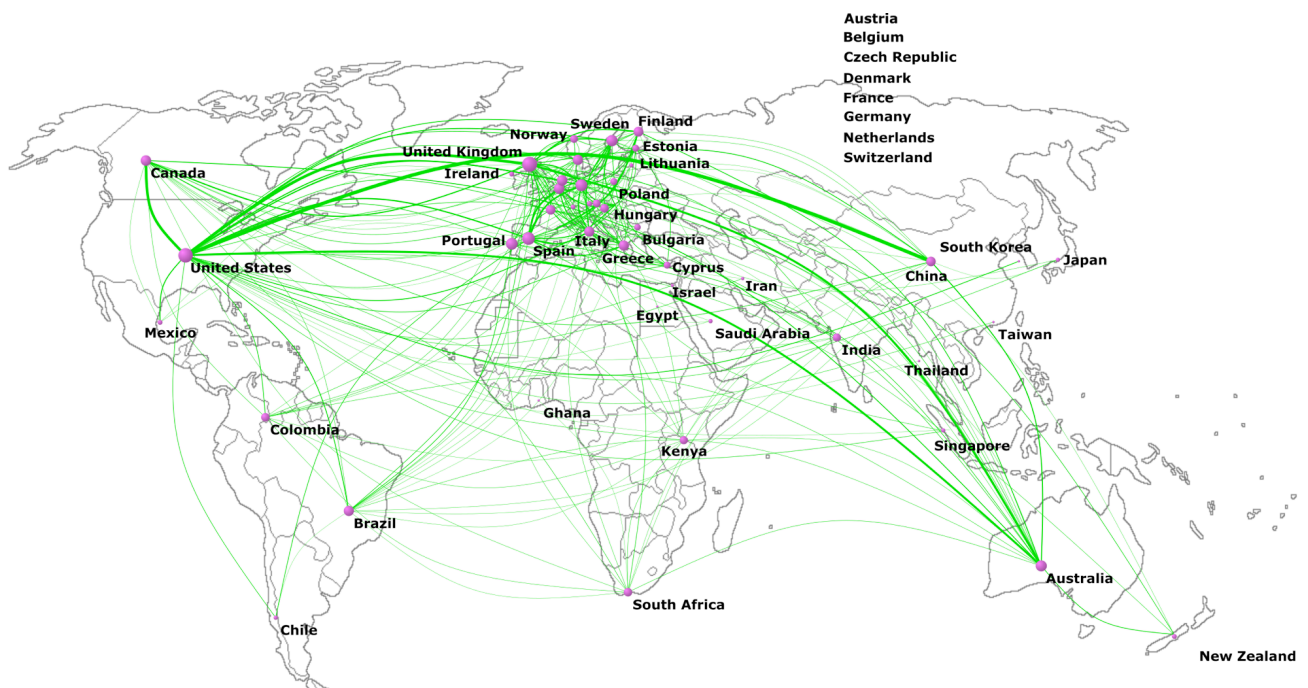 Austria
Belgium
Czech Republic
Denmark
France
Germany
Netherlands
Switzerland
Sweden
Finland
Norway
Estonia
United Kingdom
Lithuania
Ireland
Canada
Poland
Hungary
Portugal
Italy
Bulgaria
Spain
Greece
South Korea
Japan
United States
Cyprus
China
Israel
Iran
Egypt
Mexico
Saudi Arabia
Taiwan
India
Thailand
Ghana
Colombia
Singapore
Kenya
Brazil
Australia
South Africa
Chile
New Zealand